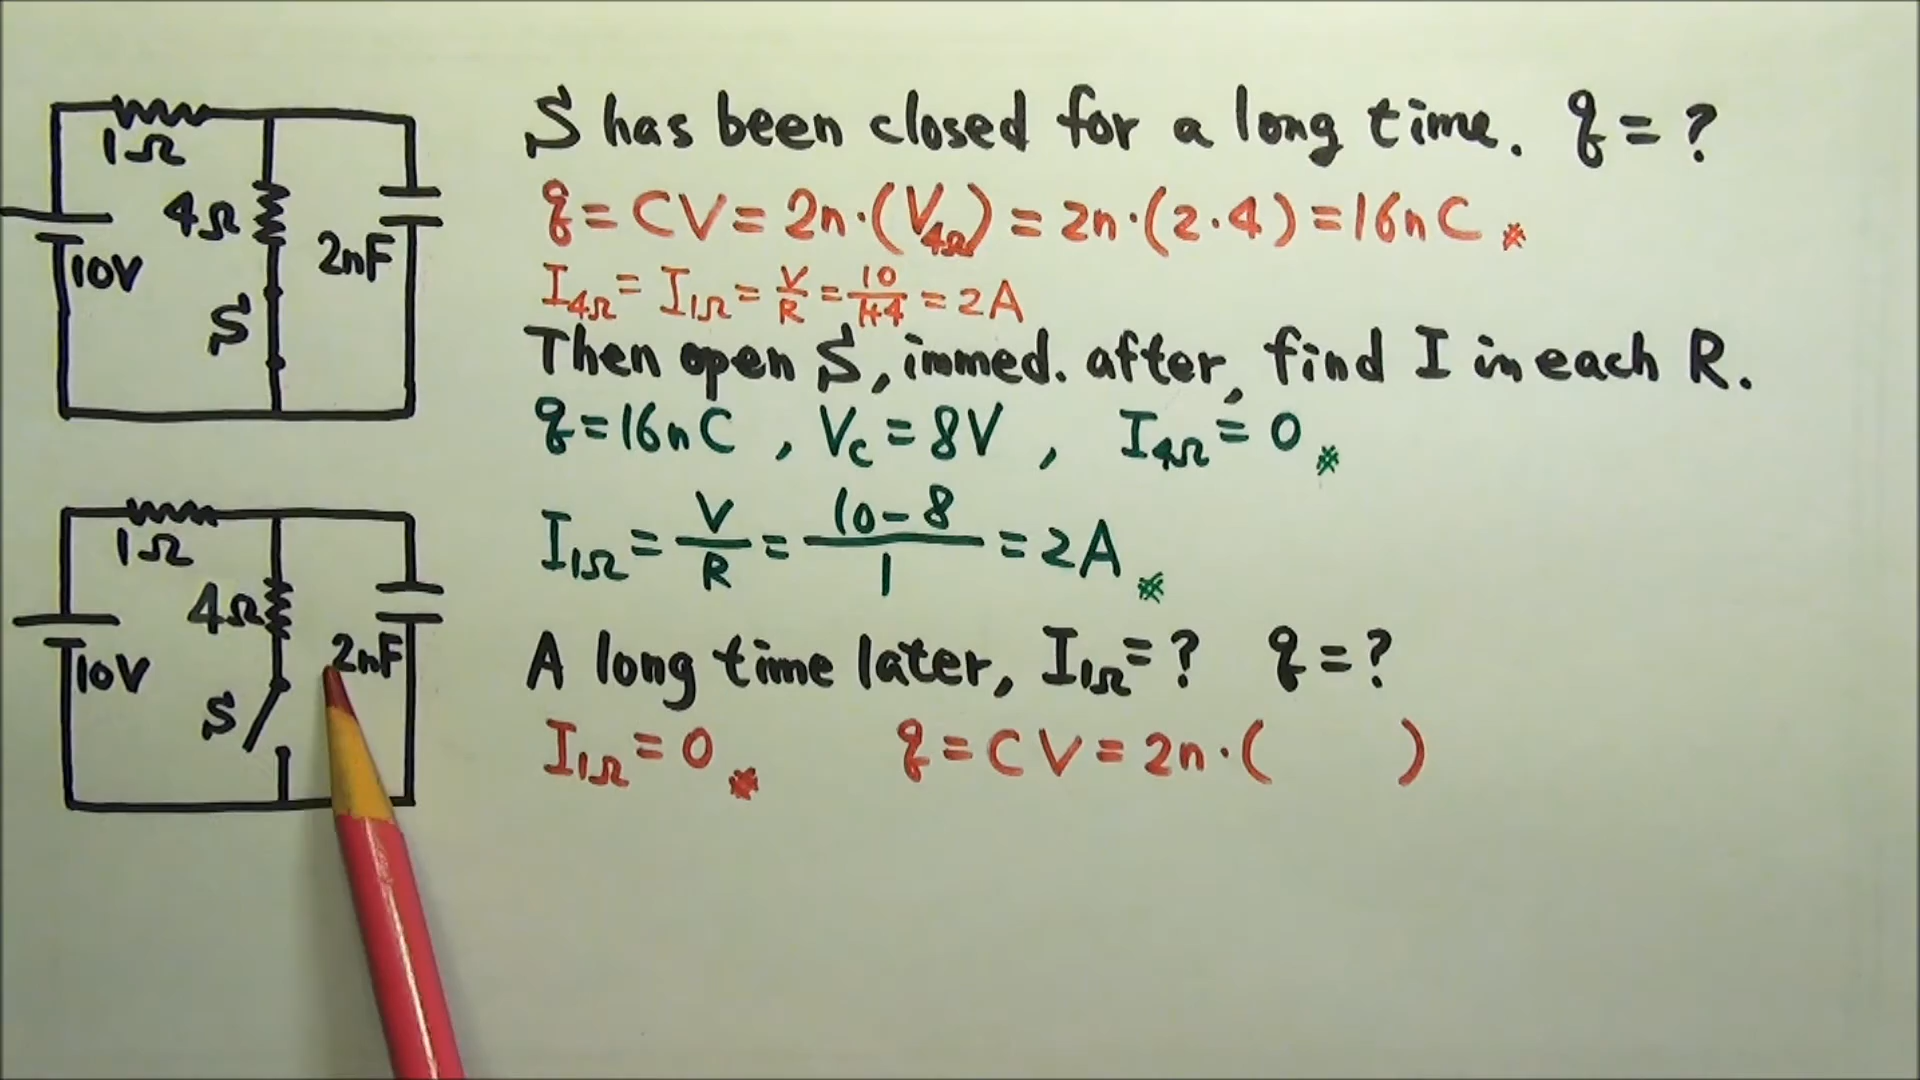 S has been closed for a long time. q = ?
q = CV = 2n·(V4Ω) = 2n·(2·4) = 16nC *
I4Ω = I1Ω = V/R = 10/1+4 = 2A
Then open S, immed. after, find I in each R.
q = 16nC , Vc = 8V , I4Ω = 0 *
I1Ω = V/R = 10-8/1 = 2A *
A long time later, I1Ω = ? q = ?
I1Ω = 0 * q = CV = 2n·( )
1Ω
4Ω
2nF
10V
S
1Ω
4Ω
2nF
10V
S